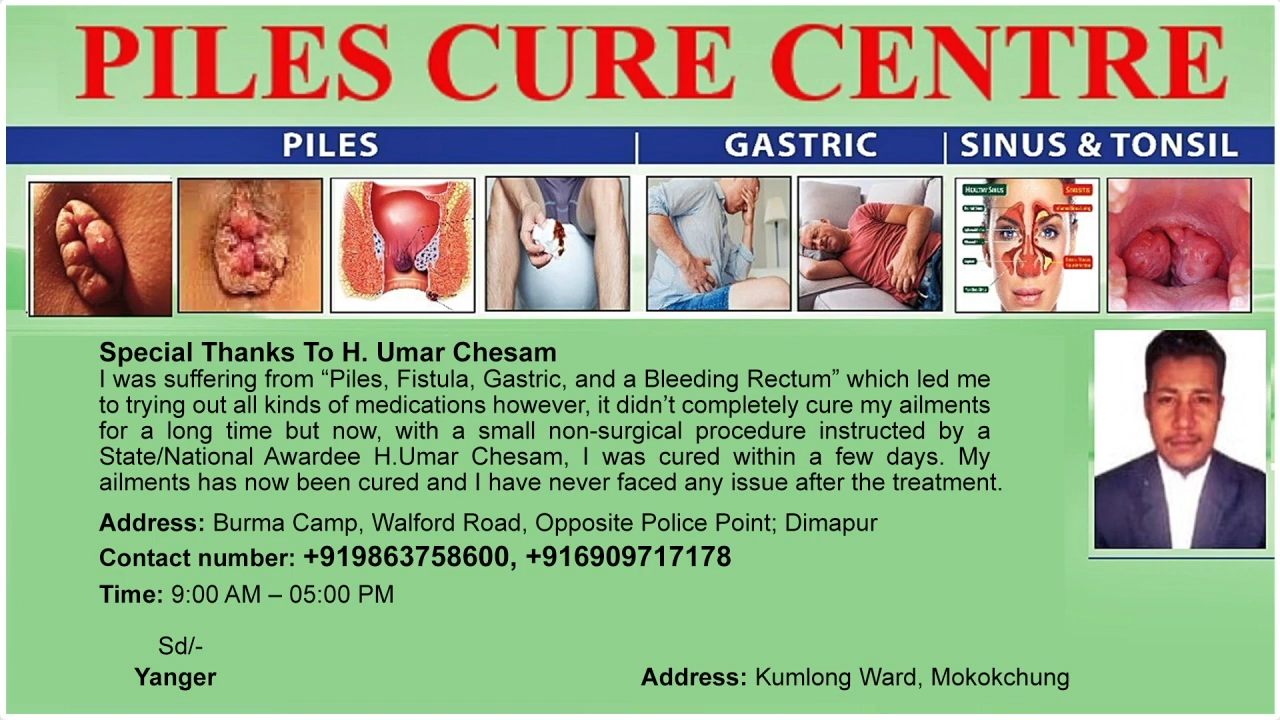 PILES CURE CENTRE
PILES | GASTRIC | SINUS & TONSIL
HEALTHY SINUS
SINUSITIS
Special Thanks To H. Umar Chesam
I was suffering from “Piles, Fistula, Gastric, and a Bleeding Rectum” which led me
to trying out all kinds of medications however, it didn’t completely cure my ailments
for a long time but now, with a small non-surgical procedure instructed by a
State/National Awardee H.Umar Chesam, I was cured within a few days. My
ailments has now been cured and I have never faced any issue after the treatment.
Address: Burma Camp, Walford Road, Opposite Police Point; Dimapur
Contact number: +919863758600, +916909717178
Time: 9:00 AM – 05:00 PM
Sd/-
Yanger
Address: Kumlong Ward, Mokokchung